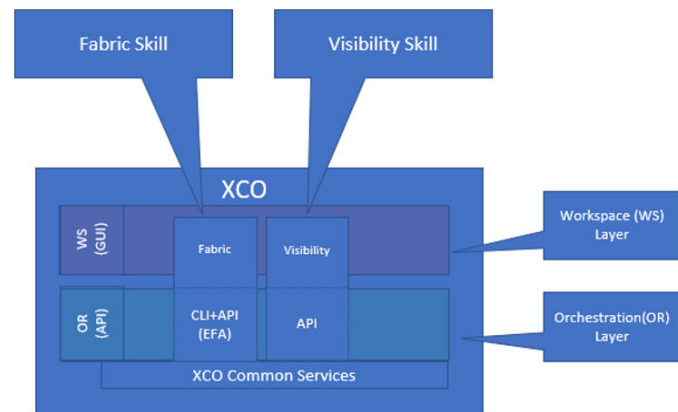 Fabric Skill
Visibility Skill
XCO
WS
(GUI)
Fabric
Visibility
Workspace (WS)
Layer
OR
(API)
CLI+API
(EFA)
API
Orchestration(OR)
Layer
XCO Common Services